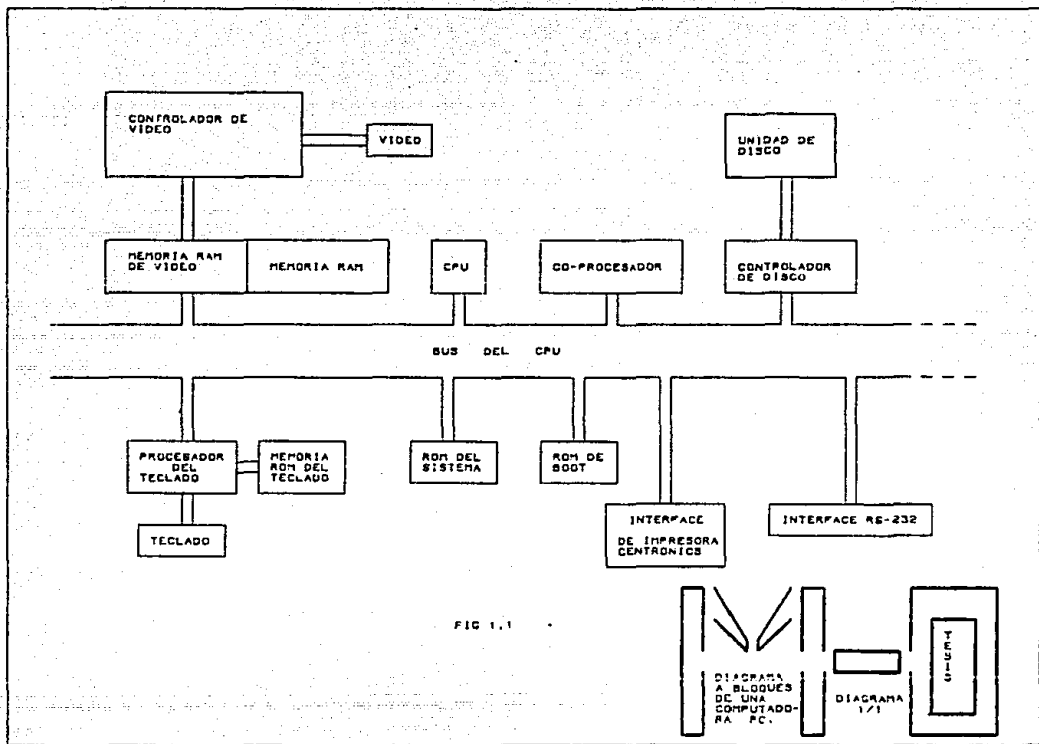 CONTROLADOR DE
VIDEO
VIDEO
UNIDAD DE
DISCO
MEMORIA RAM
DE VIDEO
MEMORIA RAM
CPU
CO-PROCESADOR
CONTROLADOR
DE DISCO
BUS DEL CPU
PROCESADOR
DEL
TECLADO
MEMORIA
ROM DEL
TECLADO
ROM DEL
SISTEMA
ROM DE
BOOT
TECLADO
INTERFACE
DE IMPRESORA
CENTRONICS
INTERFACE RS-232
FIG 1.1
DIAGRAMA
A BLOQUES
DE UNA
COMPUTADO-
RA PC.
DIAGRAMA
1/1
TESIS